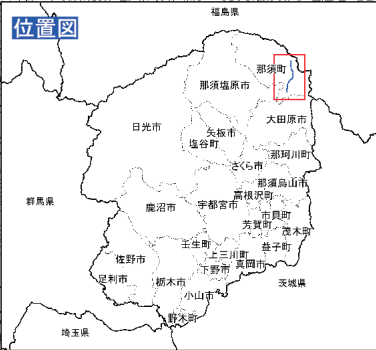 福島県
位置図
那須町
那須塩原市
大田原市
日光市
矢板市
塩谷町
那珂川町
さくら市
那須烏山市
高根沢町
群馬県
鹿沼市
宇都宮市
市貝町
芳賀町
茂木町
壬生町
益子町
上三川町
佐野市
下野市
真岡市
足利市
栃木市
茨城県
小山市
野木町
埼玉県